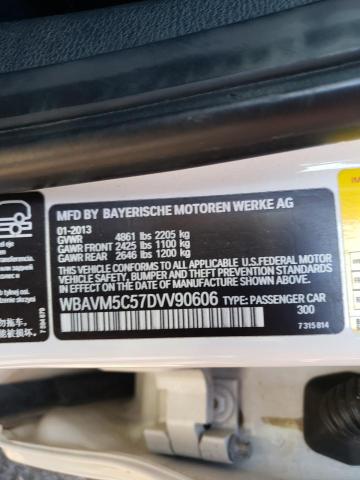 MFD BY BAYERISCHE MOTOREN WERKE AG
01-2013
GVWR 4861 lbs 2205 kg
GAWR FRONT 2425 lbs 1100 kg
GAWR REAR 2646 lbs 1200 kg
THIS VEHICLE CONFORMS TO ALL APPLICABLE U.S.FEDERAL MOTOR
VEHICLE SAFETY, BUMPER AND THEFT PREVENTION STANDARDS IN
EFFECT ON THE DATE OF MANUFACTURE SHOWN ABOVE.
WBAVM5C57DVV90606 TYPE: PASSENGER CAR
300
7 315 814